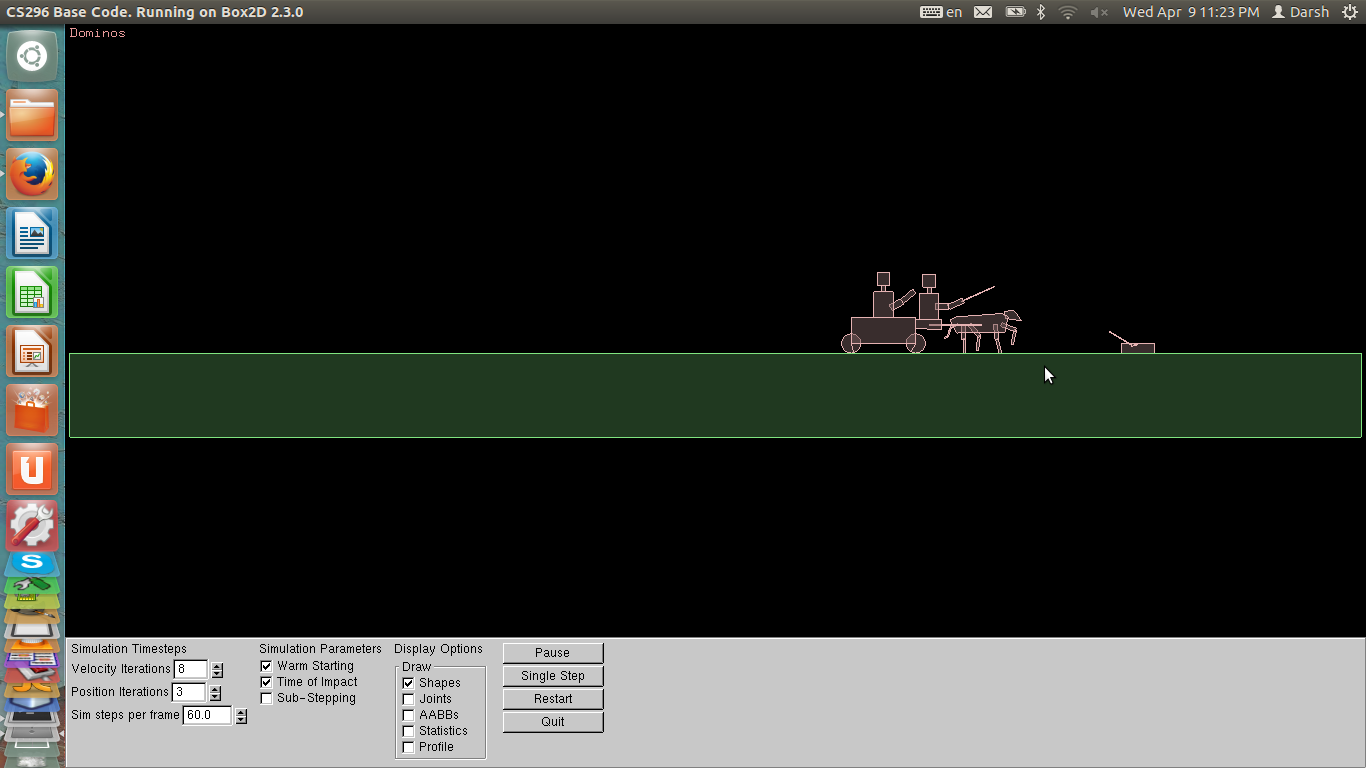 CS296 Base Code. Running on Box2D 2.3.0
en
Wed Apr 9 11:23 PM
Darsh
Dominos
Simulation Timesteps
Velocity Iterations 8
Position Iterations 3
Sim steps per frame 60.0
Simulation Parameters
Warm Starting
Time of Impact
Sub-Stepping
Display Options
Draw
Shapes
Joints
AABBs
Statistics
Profile
Pause
Single Step
Restart
Quit